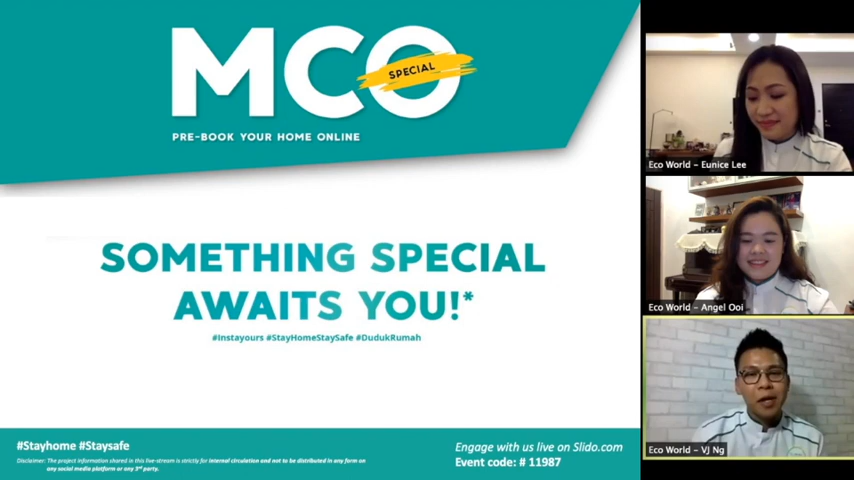 MCO
SPECIAL
PRE-BOOK YOUR HOME ONLINE
SOMETHING SPECIAL
AWAITS YOU!*
#Instayours #StayHomeStaySafe #DudukRumah
#Stayhome #Staysafe
Disclaimer: The project information shared in this live-stream is strictly for internal circulation and not to be distributed in any form on
any social media platform or any 3rd party.
Engage with us live on Slido.com
Event code: # 11987
Eco World – Eunice Lee
Eco World – Angel Ooi
Eco World – VJ Ng